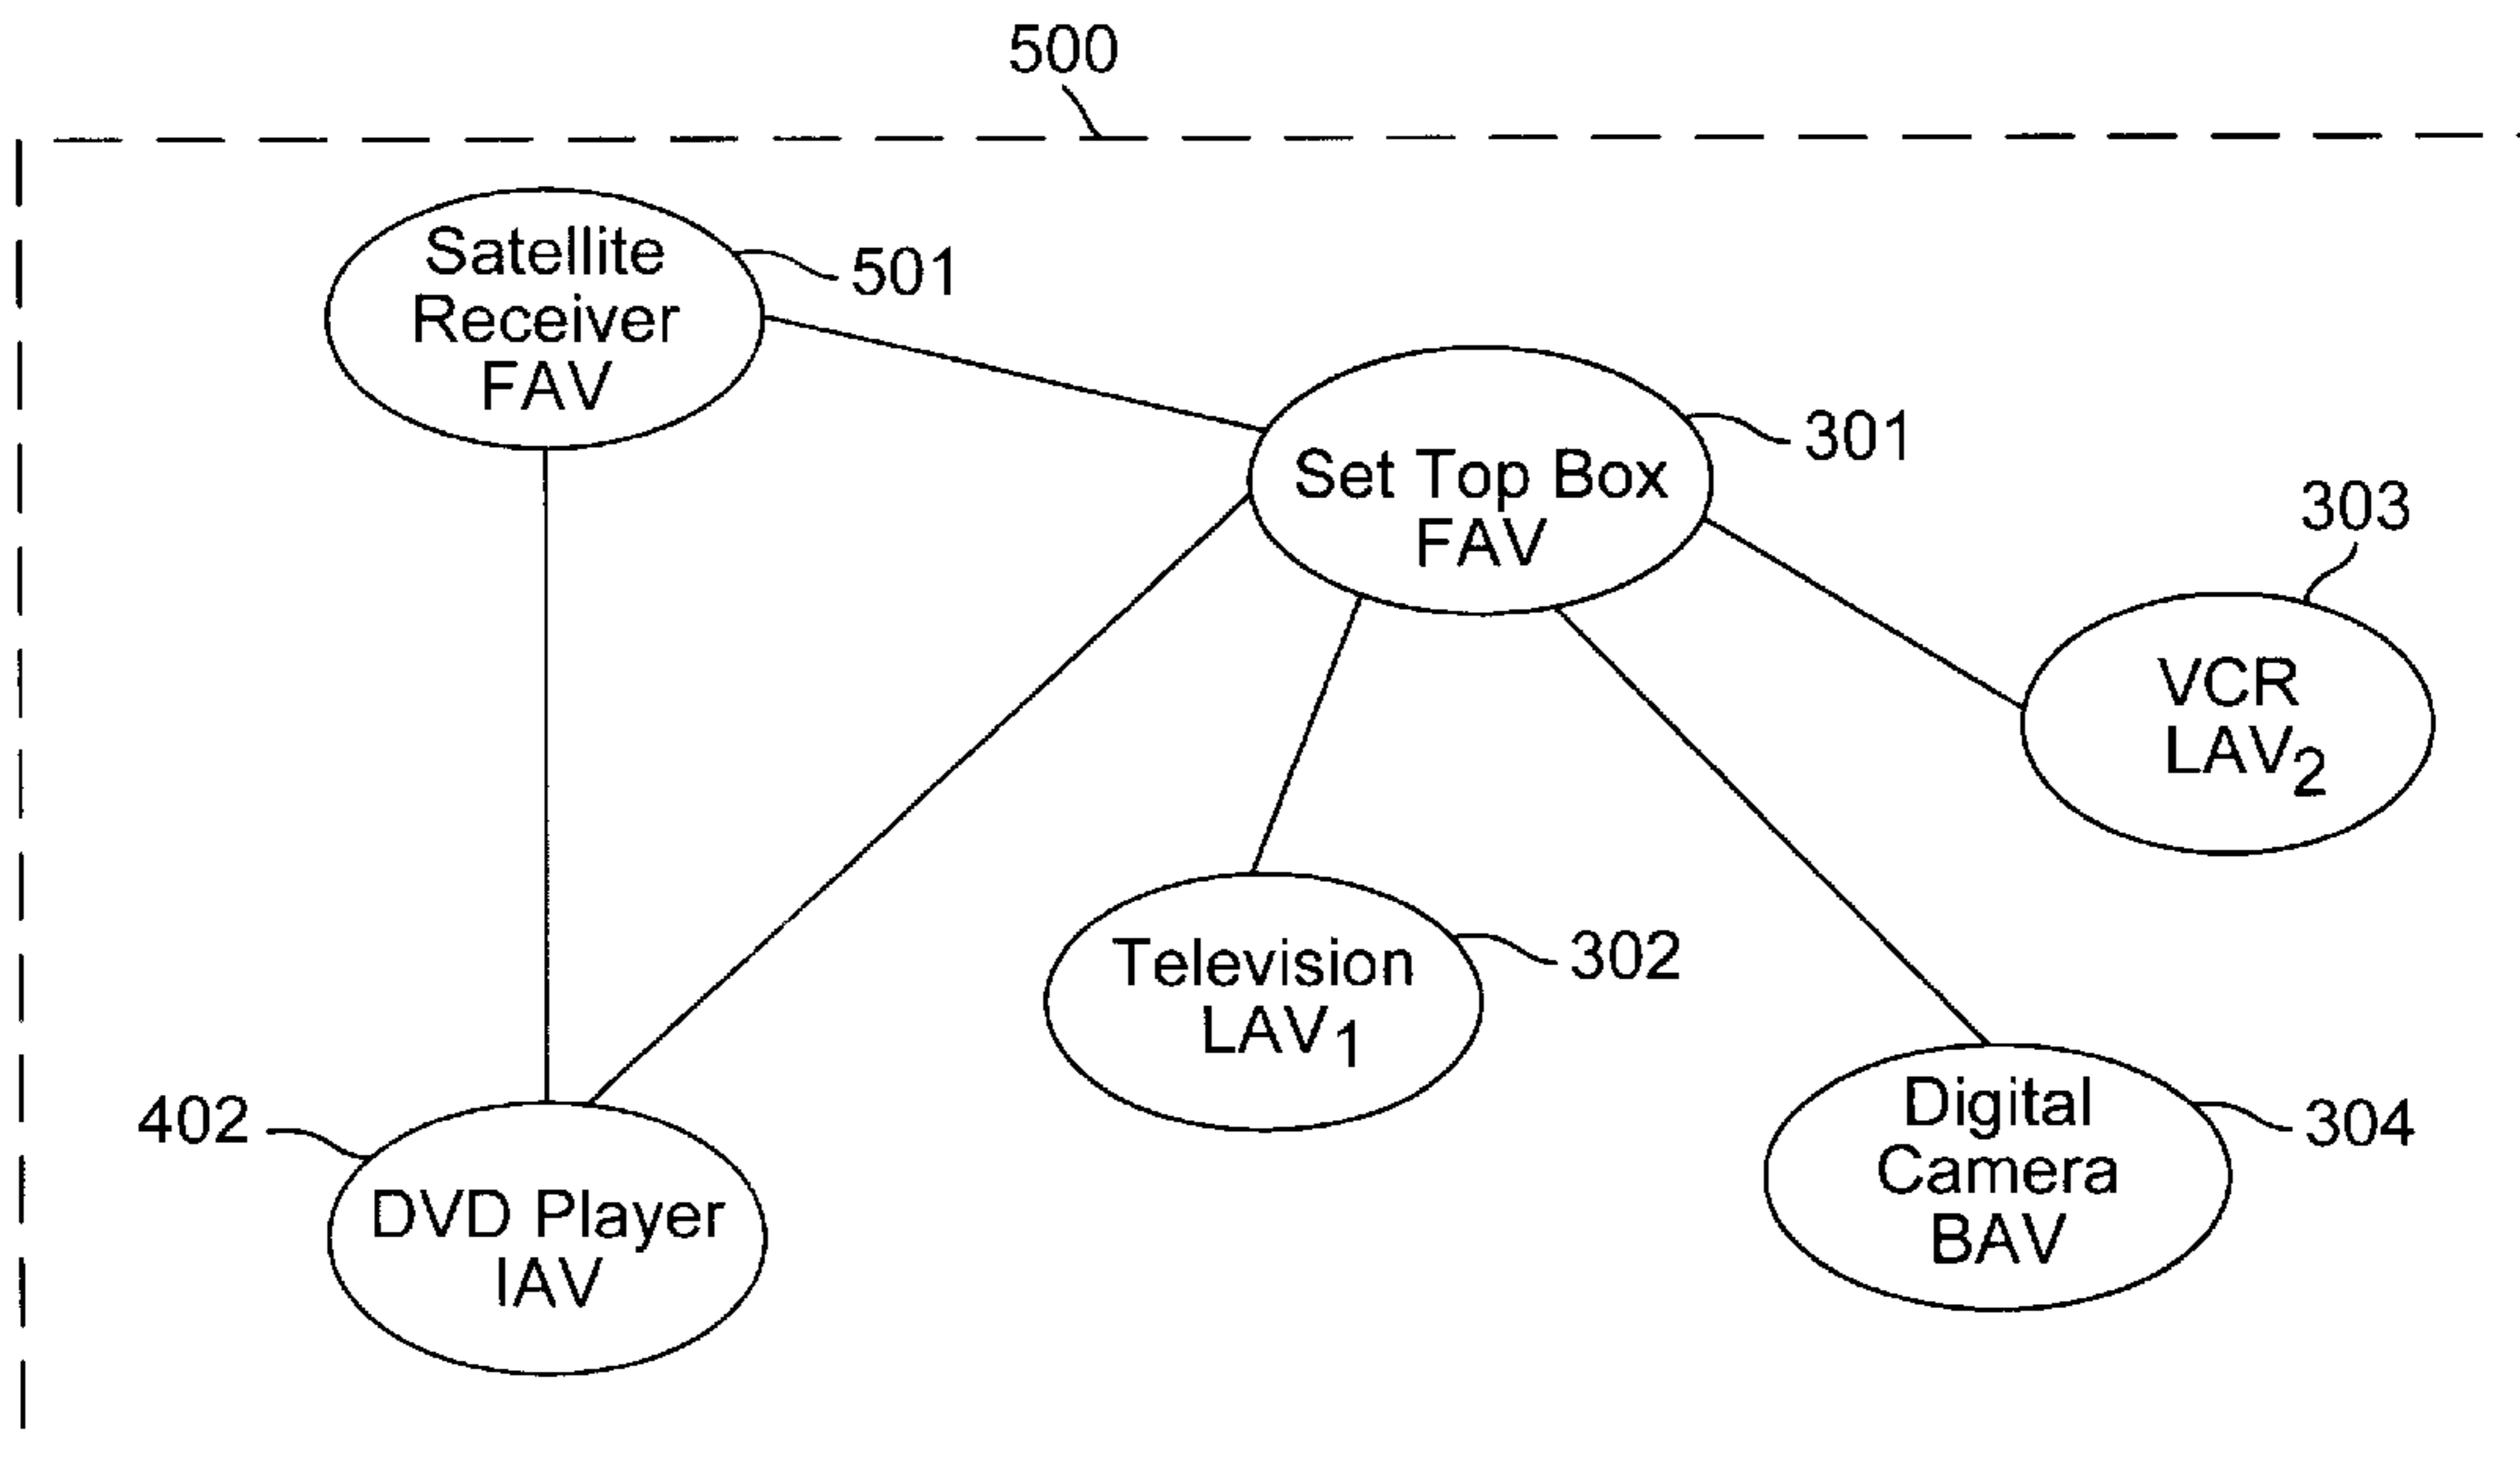 500
Satellite
Receiver
FAV
501
Set Top Box
FAV
301
303
VCR
LAV2
Television
LAV1
302
402
DVD Player
IAV
Digital
Camera
BAV
304